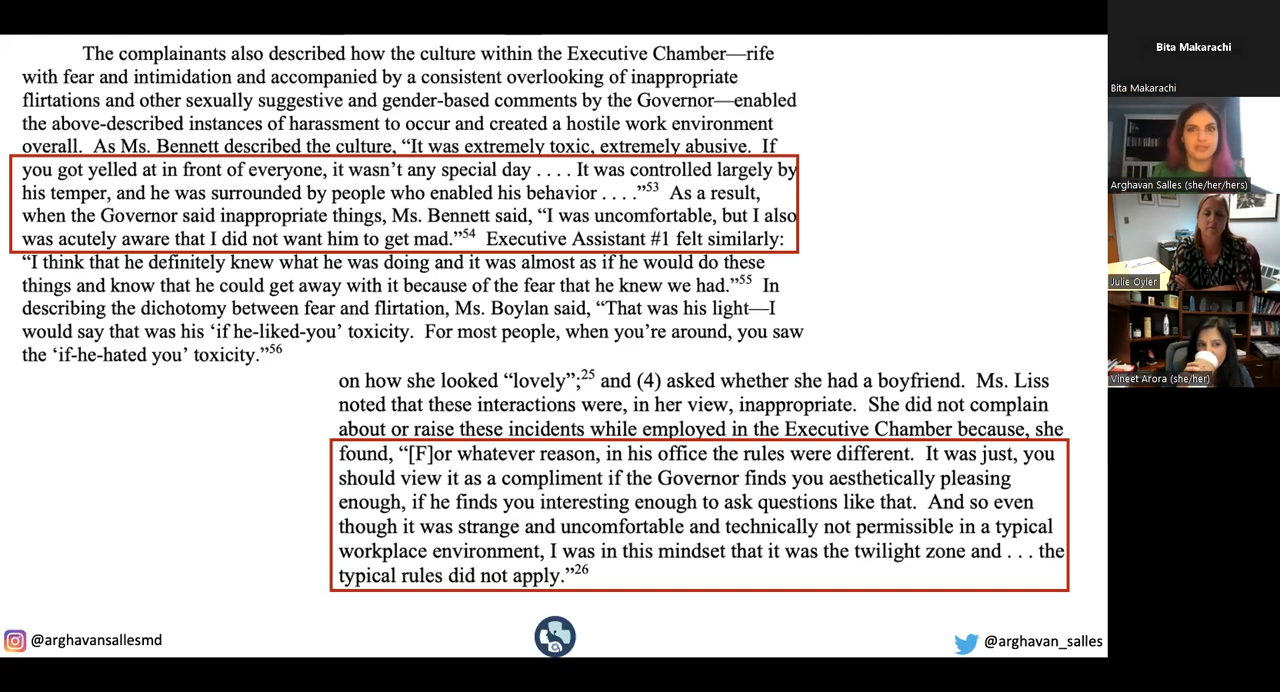 The complainants also described how the culture within the Executive Chamber—rife
with fear and intimidation and accompanied by a consistent overlooking of inappropriate
flirtations and other sexually suggestive and gender-based comments by the Governor—enabled
the above-described instances of harassment to occur and created a hostile work environment
overall.  As Ms. Bennett described the culture, “It was extremely toxic, extremely abusive.  If
you got yelled at in front of everyone, it wasn’t any special day . . . .  It was controlled largely by
his temper, and he was surrounded by people who enabled his behavior . . . .”53  As a result,
when the Governor said inappropriate things, Ms. Bennett said, “I was uncomfortable, but I also
was acutely aware that I did not want him to get mad.”54  Executive Assistant #1 felt similarly:
“I think that he definitely knew what he was doing and it was almost as if he would do these
things and know that he could get away with it because of the fear that he knew we had.”55  In
describing the dichotomy between fear and flirtation, Ms. Boylan said, “That was his light—I
would say that was his ‘if he-liked-you’ toxicity.  For most people, when you’re around, you saw
the ‘if-he-hated you’ toxicity.”56
on how she looked “lovely”;25 and (4) asked whether she had a boyfriend.  Ms. Liss
noted that these interactions were, in her view, inappropriate.  She did not complain
about or raise these incidents while employed in the Executive Chamber because, she
found, “[F]or whatever reason, in his office the rules were different.  It was just, you
should view it as a compliment if the Governor finds you aesthetically pleasing
enough, if he finds you interesting enough to ask questions like that.  And so even
though it was strange and uncomfortable and technically not permissible in a typical
workplace environment, I was in this mindset that it was the twilight zone and . . . the
typical rules did not apply.”26
@arghavansallesmd
@arghavan_salles
Bita Makarachi
Bita Makarachi
Arghavan Salles (she/her/hers)
Julie Oyler
Vineet Arora (she/her)